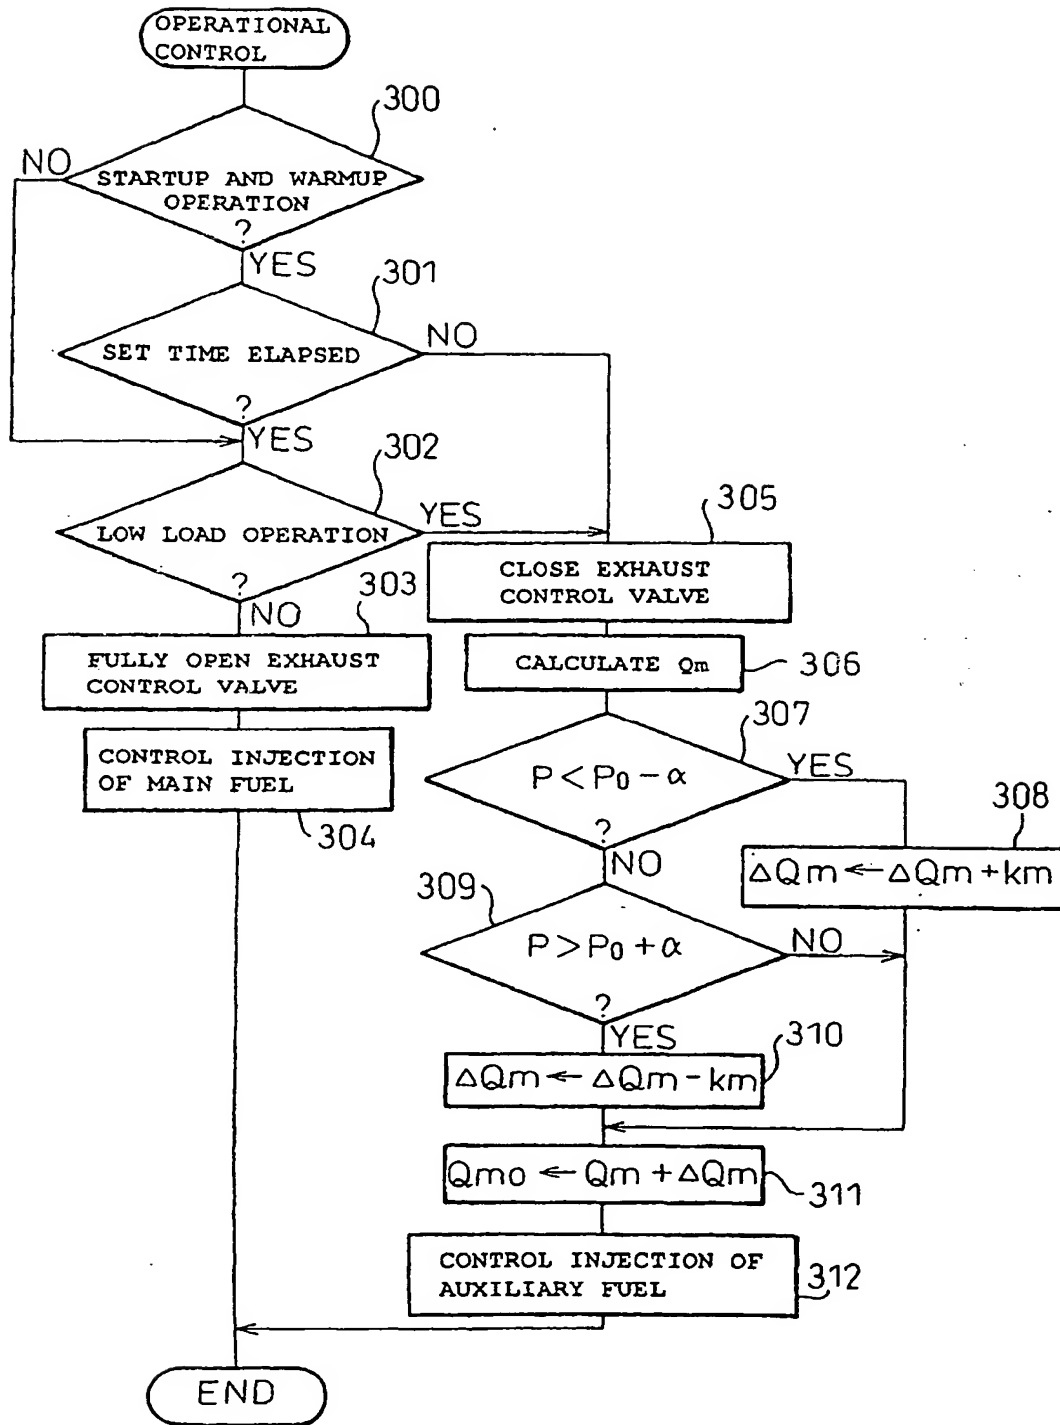 OPERATIONAL
CONTROL
300
NO
STARTUP AND WARMUP
OPERATION
?
YES
301
NO
SET TIME ELAPSED
?
YES
302
YES
LOW LOAD OPERATION
?
NO
303
FULLY OPEN EXHAUST
CONTROL VALVE
CONTROL INJECTION
OF MAIN FUEL
304
305
CLOSE EXHAUST
CONTROL VALVE
CALCULATE Qm
306
307
P < P0 - α
YES
?
NO
308
ΔQm ← ΔQm + km
309
P > P0 + α
NO
?
YES
310
ΔQm ← ΔQm - km
Qmo ← Qm + ΔQm
311
CONTROL INJECTION OF
AUXILIARY FUEL
312
END